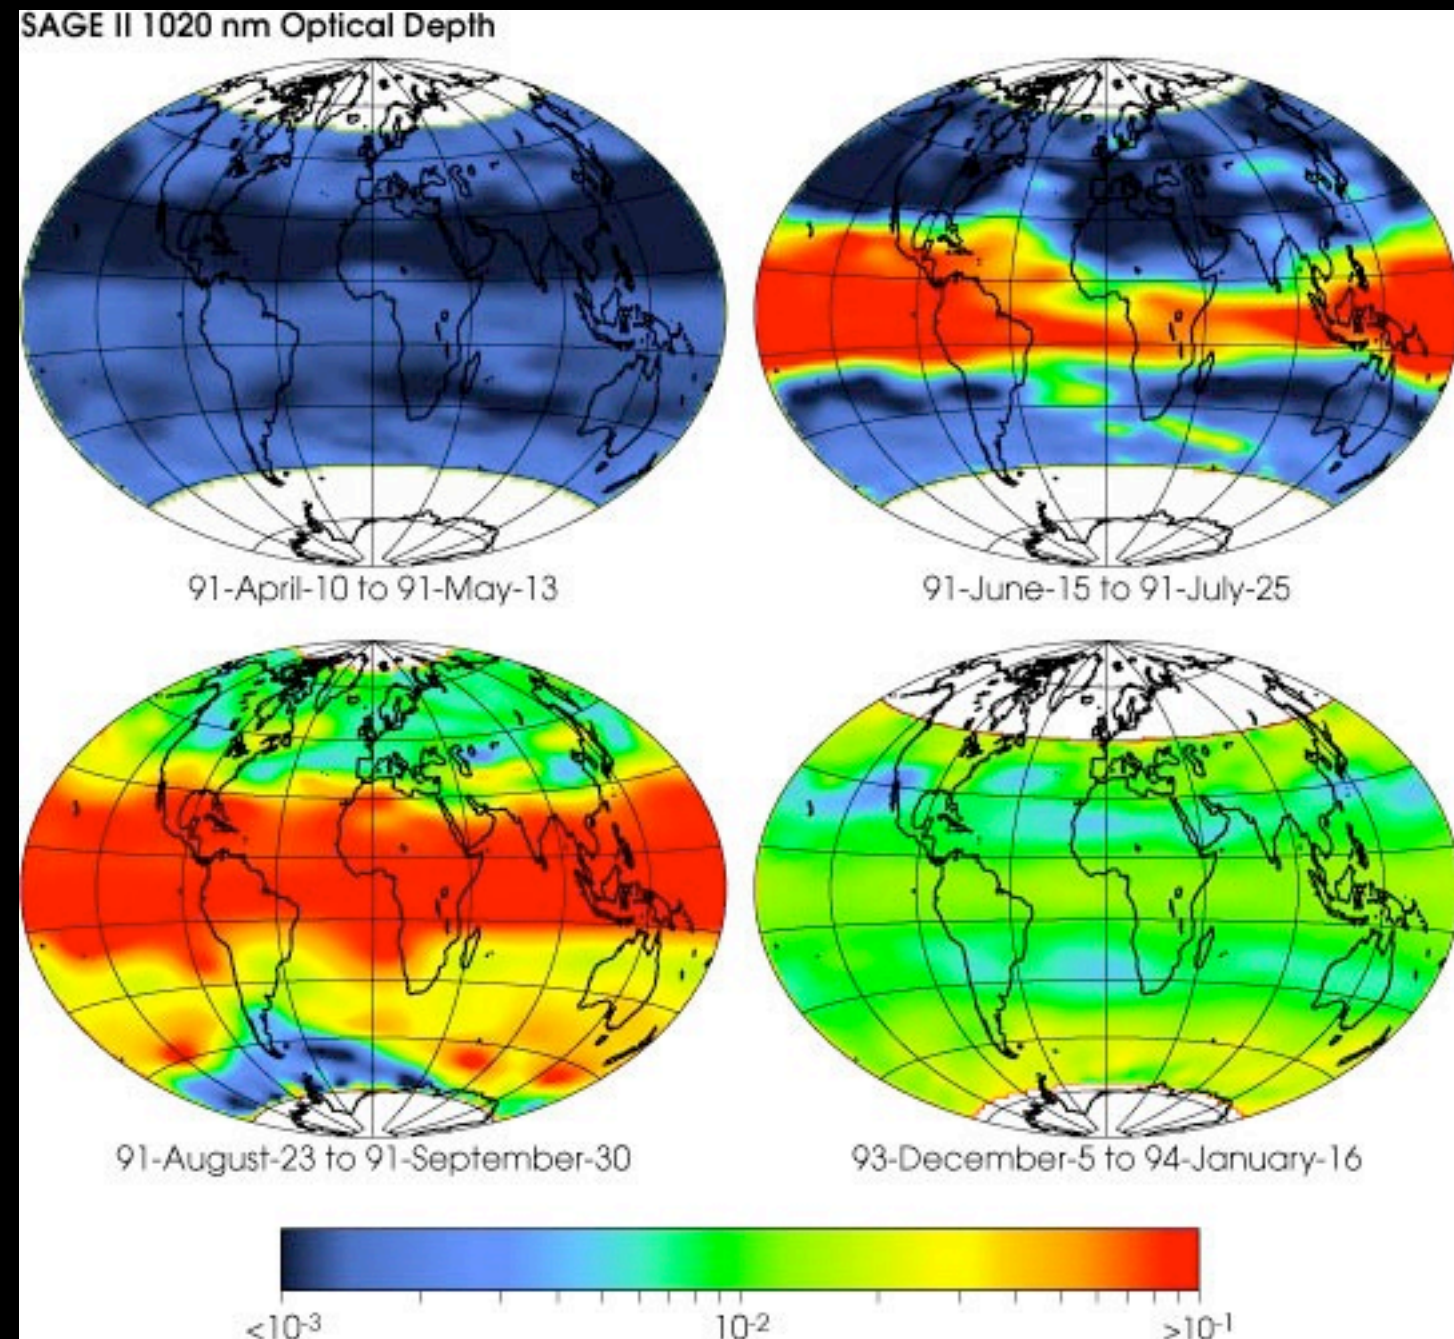 SAGE II 1020 nm Optical Depth
91-April-10 to 91-May-13
91-June-15 to 91-July-25
91-August-23 to 91-September-30
93-December-5 to 94-January-16
<10-3 10-2 >10-1